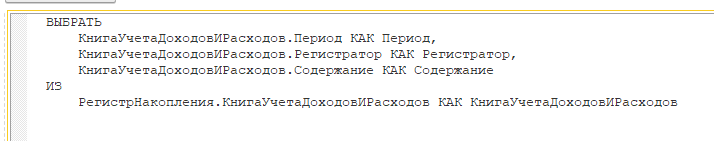 ВЫБРАТЬ
КнигаУчетаДоходовИРасходов.Период КАК Период,
КнигаУчетаДоходовИРасходов.Регистратор КАК Регистратор,
КнигаУчетаДоходовИРасходов.Содержание КАК Содержание
ИЗ
РегистрНакопления.КнигаУчетаДоходовИРасходов КАК КнигаУчетаДоходовИРасходов